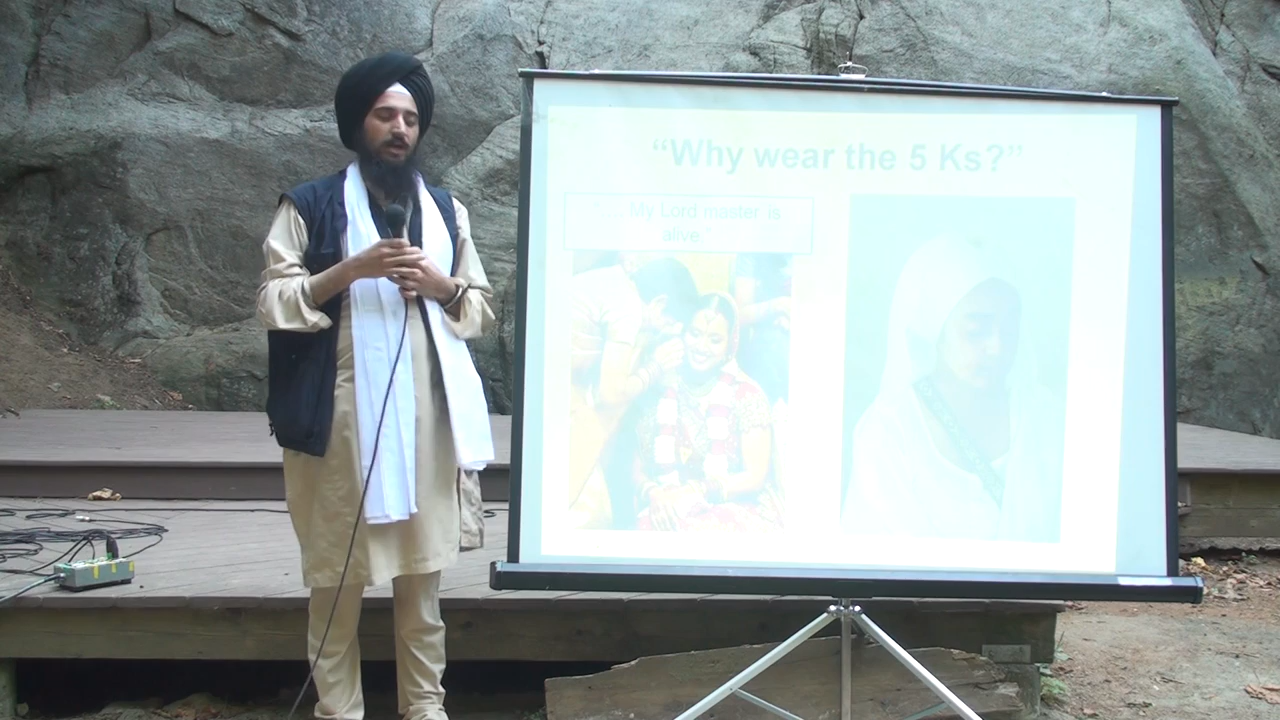 “Why wear the 5 Ks?”
My Lord master is
alive.”